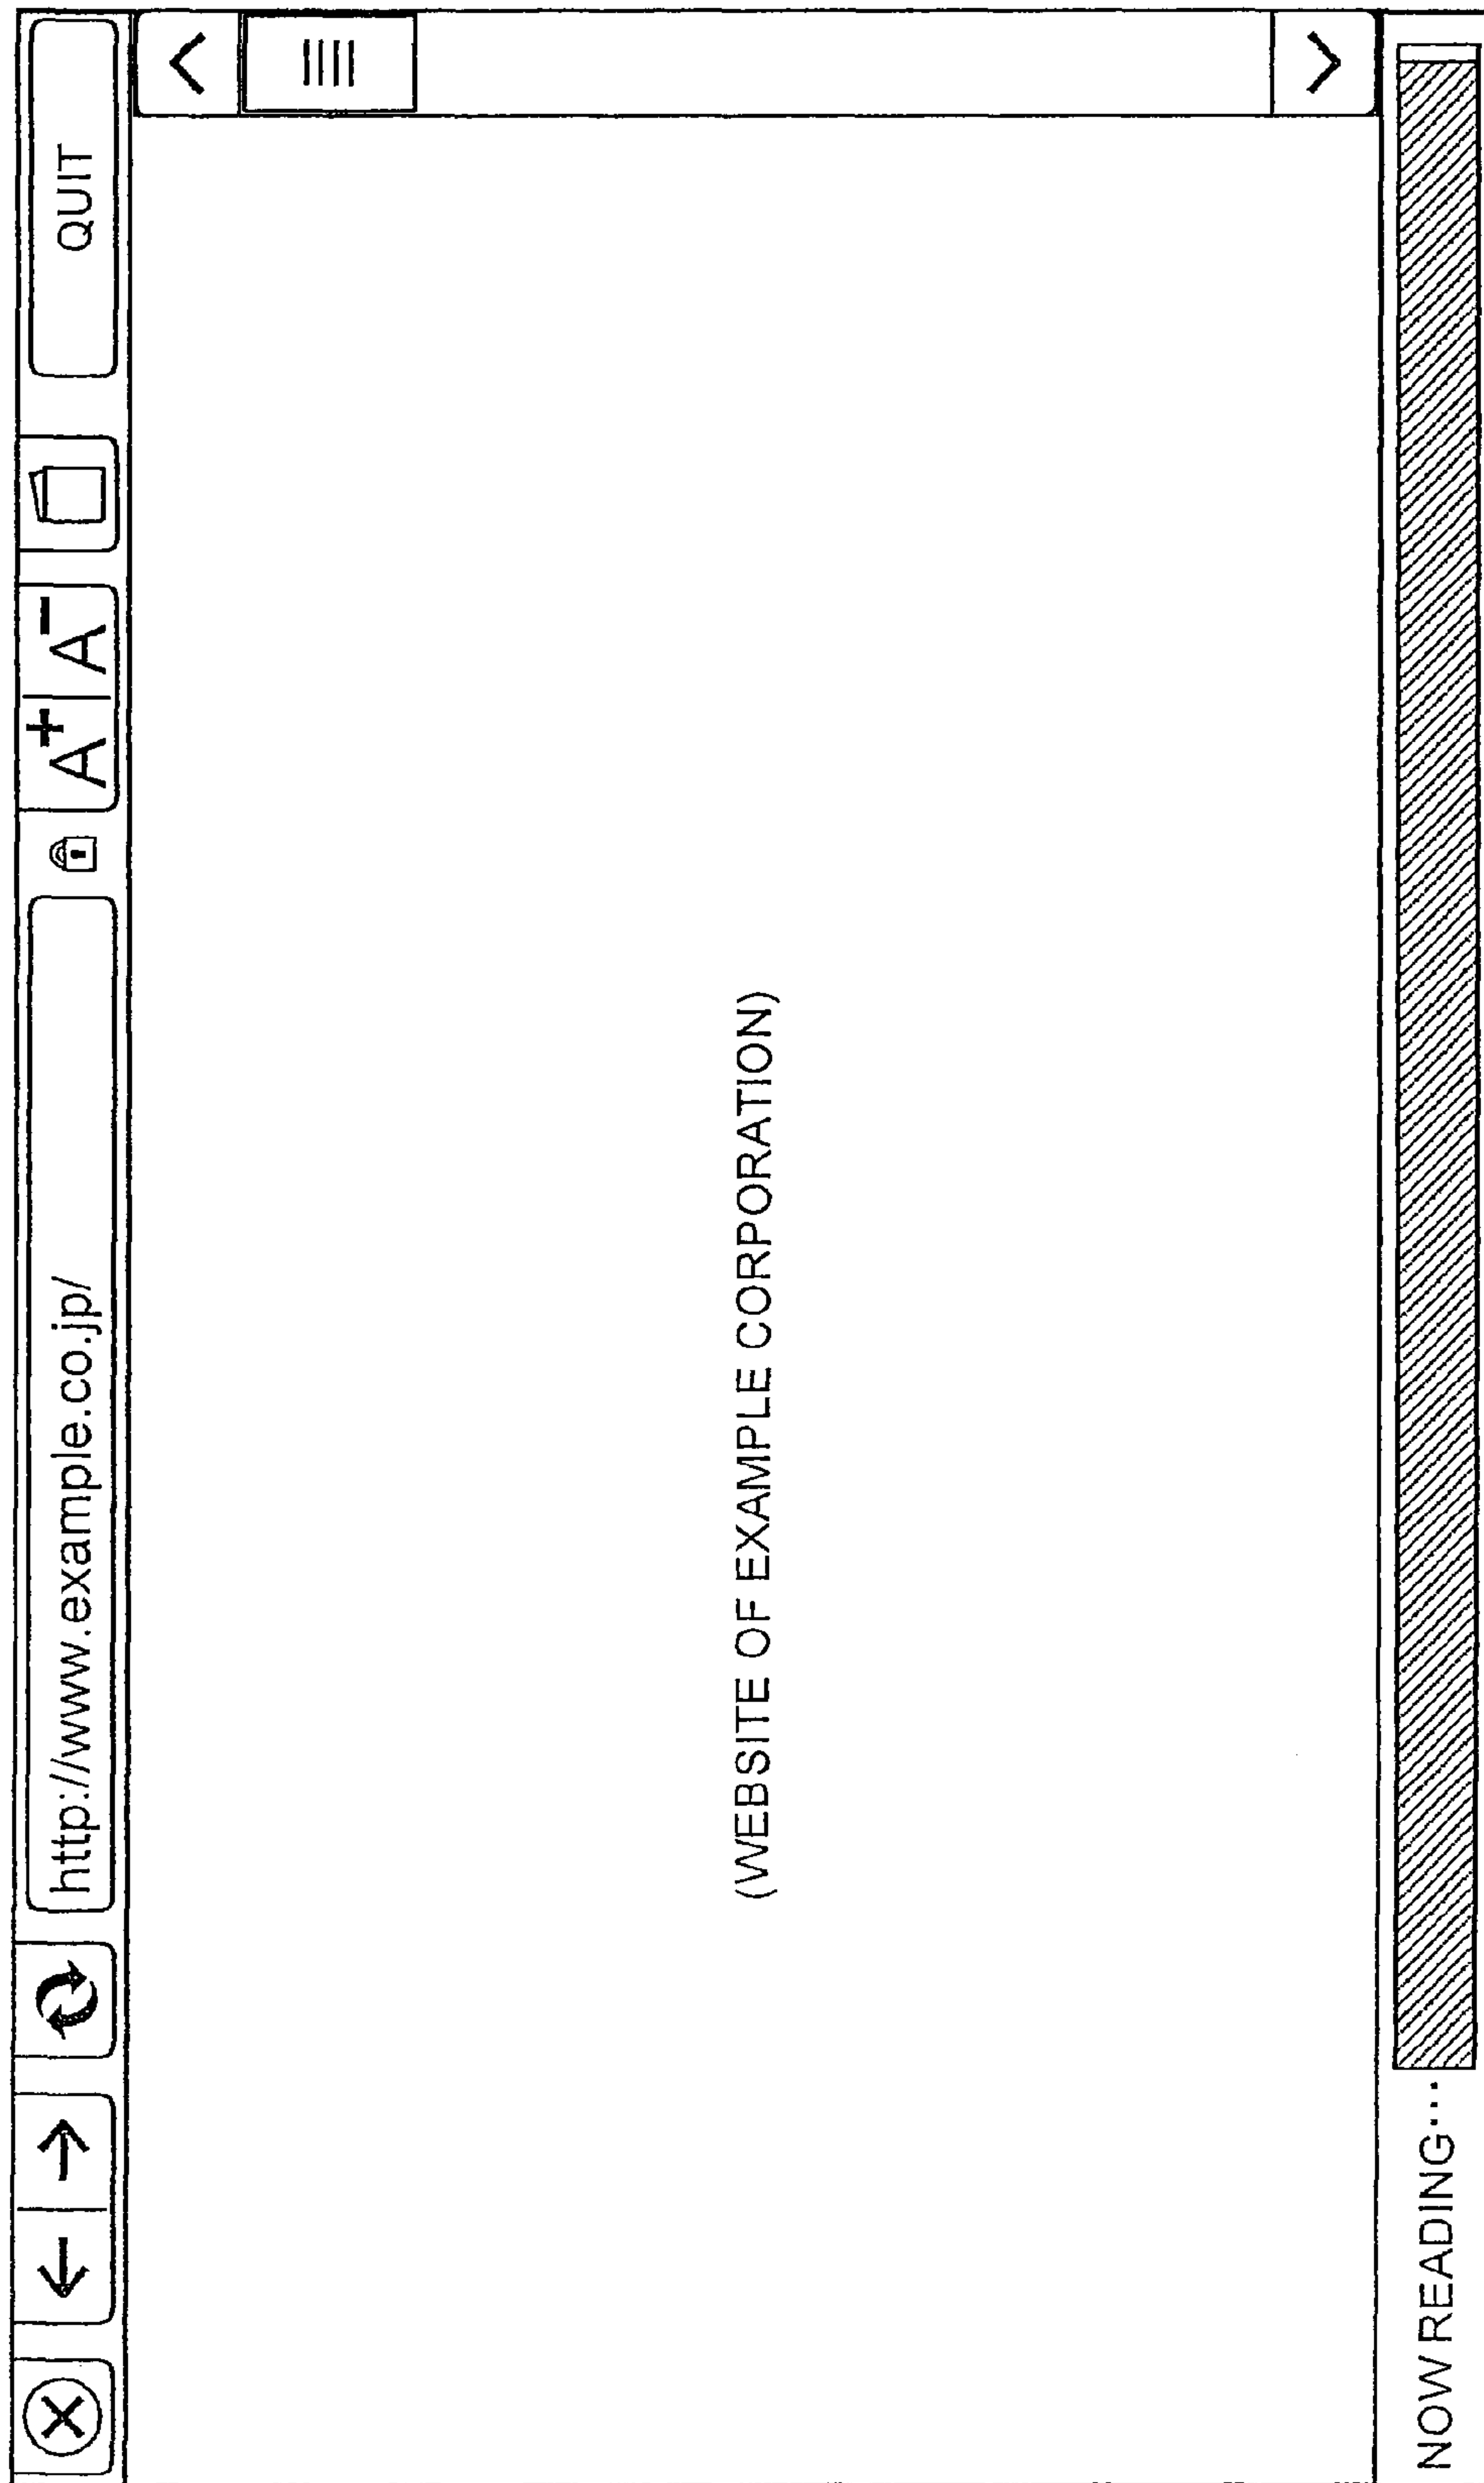 http://www.example.co.jp/ A+ A− QUIT
(WEBSITE OF EXAMPLE CORPORATION)
NOW READING···